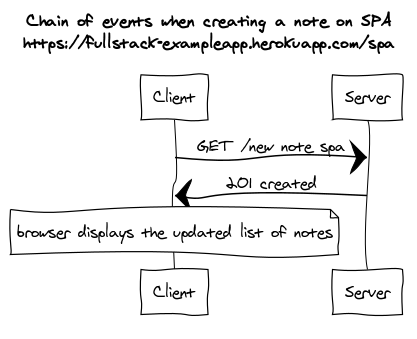 Chain of events when creating a note on SPA
https://fullstack-exampleapp.herokuapp.com/spa
Client
Server
GET /new note spa
201 created
browser displays the updated list of notes
Client
Server